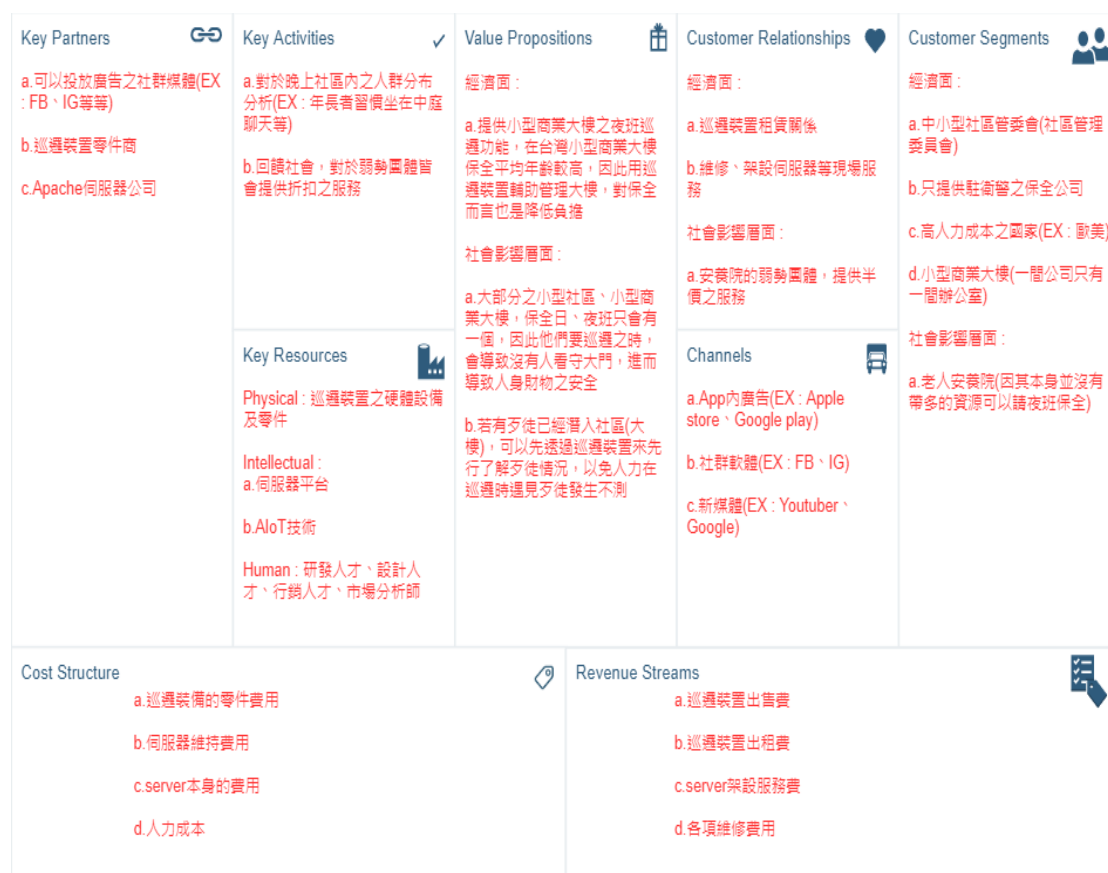 Key Partners
a.可以投放廣告之社群媒體(EX
: FB、IG等等)
b.巡邏裝置零件商
c.Apache伺服器公司
Key Activities
a.對於晚上社區內之人群分布
分析(EX : 年長者習慣坐在中庭
聊天等)
b.回饋社會，對於弱勢團體皆
會提供折扣之服務
Key Resources
Physical : 巡邏裝置之硬體設備
及零件
Intellectual :
a.伺服器平台
b.AIoT技術
Human : 研發人才、設計人
才、行銷人才、市場分析師
Value Propositions
經濟面 :
a.提供小型商業大樓之夜班巡
邏功能，在台灣小型商業大樓
保全平均年齡較高，因此用巡
邏裝置輔助管理大樓，對保全
而言也是降低負擔
社會影響層面 :
a.大部分之小型社區、小型商
業大樓，保全日、夜班只會有
一個，因此他們要巡邏之時，
會導致沒有人看守大門，進而
導致人身財物之安全
b.若有歹徒已經潛入社區(大
樓)，可以先透過巡邏裝置來先
行了解歹徒情況，以免人力在
巡邏時遇見歹徒發生不測
Customer Relationships
經濟面 :
a.巡邏裝置租賃關係
b.維修、架設伺服器等現場服
務
社會影響層面 :
a.安養院的弱勢團體，提供半
價之服務
Channels
a.App內廣告(EX : Apple
store、Google play)
b.社群軟體(EX : FB、IG)
c.新媒體(EX : Youtuber、
Google)
Customer Segments
經濟面 :
a.中小型社區管委會(社區管理
委員會)
b.只提供駐衛警之保全公司
c.高人力成本之國家(EX : 歐美)
d.小型商業大樓(一間公司只有
一間辦公室)
社會影響層面 :
a.老人安養院(因其本身並沒有
帶多的資源可以請夜班保全)
Cost Structure
a.巡邏裝備的零件費用
b.伺服器維持費用
c.server本身的費用
d.人力成本
Revenue Streams
a.巡邏裝置出售費
b.巡邏裝置出租費
c.server架設服務費
d.各項維修費用